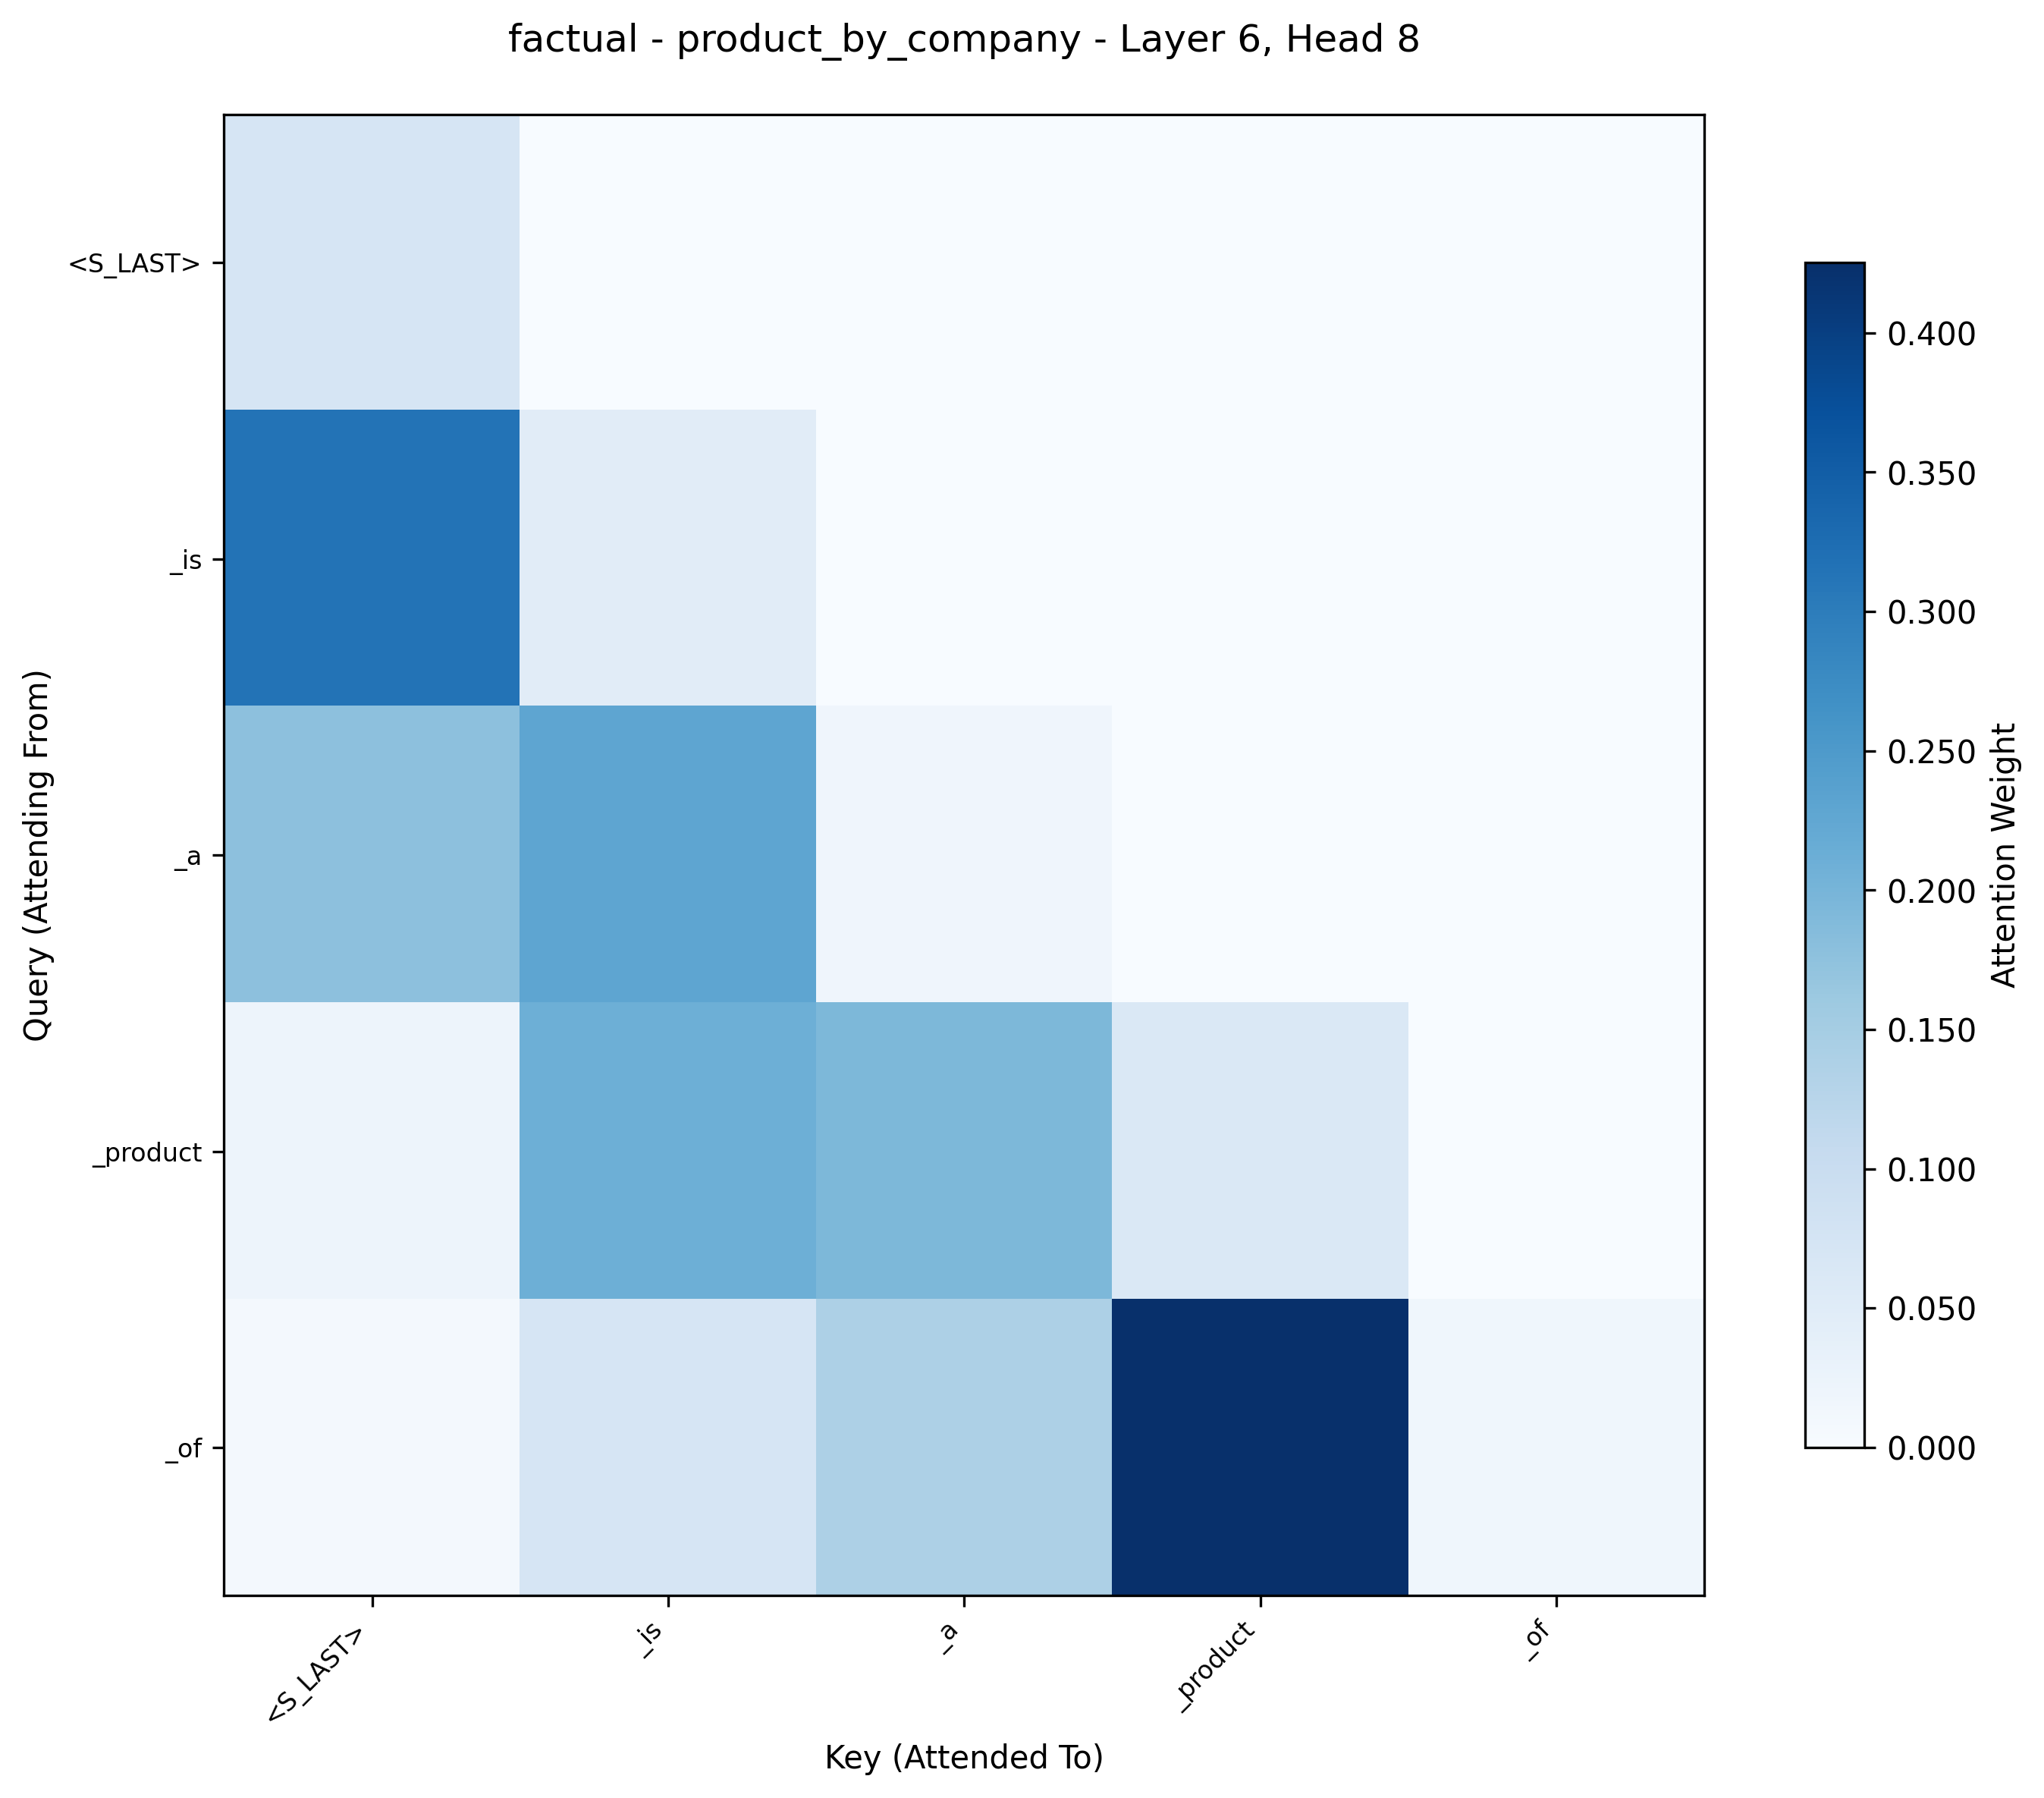 factual - product_by_company - Layer 6, Head 8
Query (Attending From)
<S_LAST>
_is
_a
_product
_of
<S_LAST>
_is
_a
_product
_of
Key (Attended To)
0.400
0.350
0.300
0.250
0.200
0.150
0.100
0.050
0.000
Attention Weight